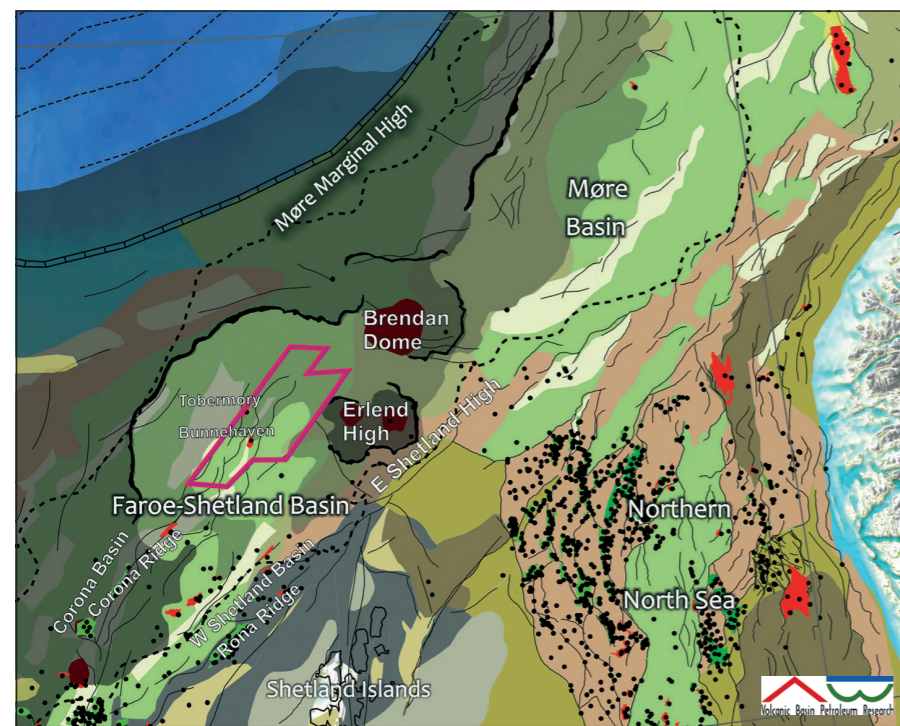 Møre Marginal High
Møre
Basin
Brendan
Dome
Tobermory
Bunnehaven
Erlend
High
E Shetland High
Faroe-Shetland Basin
Northern
North Sea
Corona Basin
Corona Ridge
W Shetland Basin
Rona Ridge
Shetland Islands
Volcanic Basin Petroleum Research